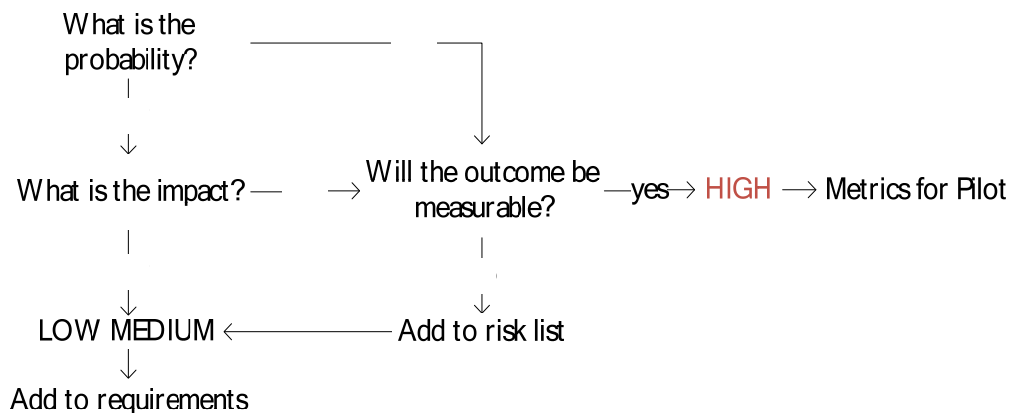 What is the
probability?
What is the impact?
Will the outcome be
measurable?
yes
HIGH
Metrics for Pilot
LOW MEDIUM
Add to risk list
Add to requirements